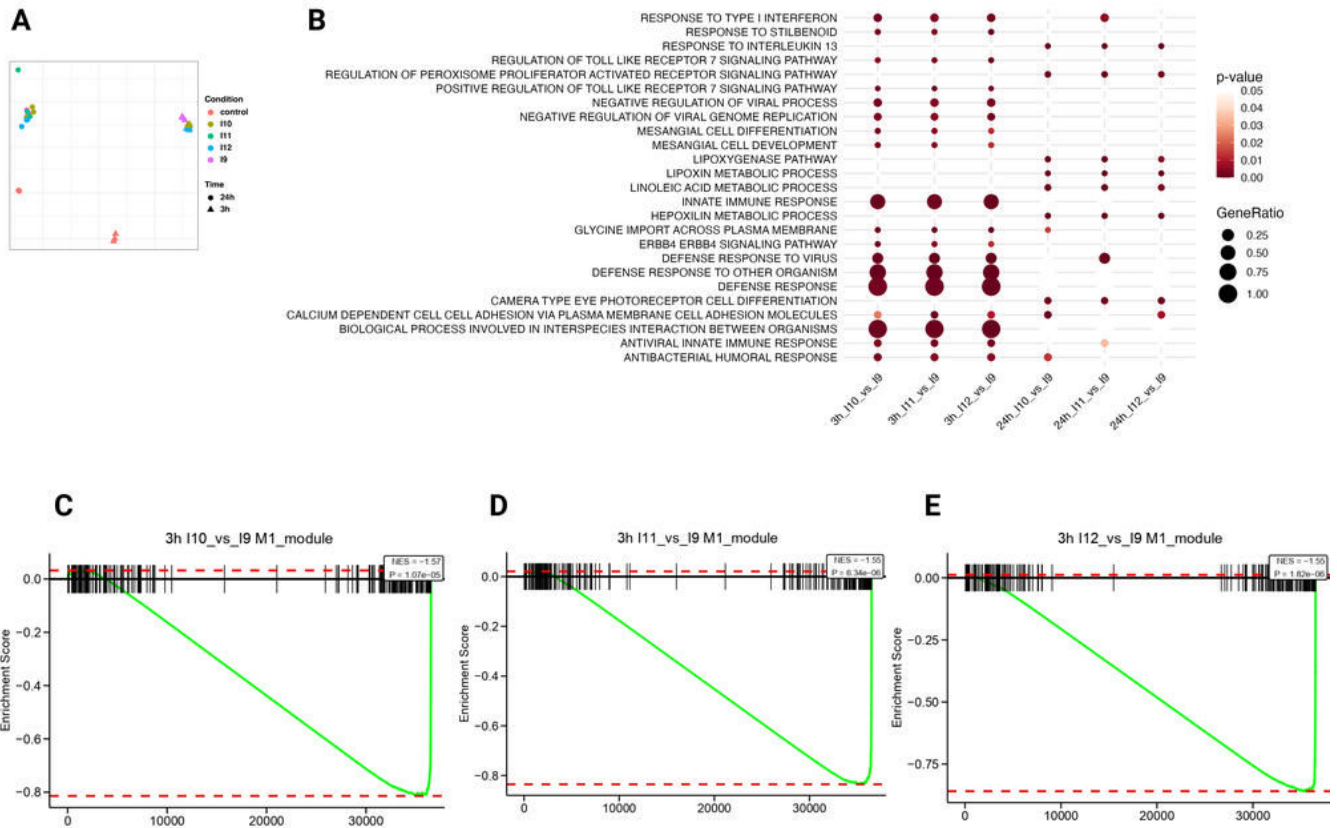 A
Condition
control
I10
I11
I12
I9
Time
24h
3h
B
RESPONSE TO TYPE I INTERFERON
RESPONSE TO STILBENOID
RESPONSE TO INTERLEUKIN 13
REGULATION OF TOLL LIKE RECEPTOR 7 SIGNALING PATHWAY
REGULATION OF PEROXISOME PROLIFERATOR ACTIVATED RECEPTOR SIGNALING PATHWAY
POSITIVE REGULATION OF TOLL LIKE RECEPTOR 7 SIGNALING PATHWAY
NEGATIVE REGULATION OF VIRAL PROCESS
NEGATIVE REGULATION OF VIRAL GENOME REPLICATION
MESANGIAL CELL DIFFERENTIATION
MESANGIAL CELL DEVELOPMENT
LIPOXYGENASE PATHWAY
LIPOXIN METABOLIC PROCESS
LINOLEIC ACID METABOLIC PROCESS
INNATE IMMUNE RESPONSE
HEPOXILIN METABOLIC PROCESS
GLYCINE IMPORT ACROSS PLASMA MEMBRANE
ERBB4 ERBB4 SIGNALING PATHWAY
DEFENSE RESPONSE TO VIRUS
DEFENSE RESPONSE TO OTHER ORGANISM
DEFENSE RESPONSE
CAMERA TYPE EYE PHOTORECEPTOR CELL DIFFERENTIATION
CALCIUM DEPENDENT CELL CELL ADHESION VIA PLASMA MEMBRANE CELL ADHESION MOLECULES
BIOLOGICAL PROCESS INVOLVED IN INTERSPECIES INTERACTION BETWEEN ORGANISMS
ANTIVIRAL INNATE IMMUNE RESPONSE
ANTIBACTERIAL HUMORAL RESPONSE
3h_I10_vs_I9
3h_I11_vs_I9
3h_I12_vs_I9
24h_I10_vs_I9
24h_I11_vs_I9
24h_I12_vs_I9
p-value
0.05
0.04
0.03
0.02
0.01
0.00
GeneRatio
0.25
0.50
0.75
1.00
C
3h I10_vs_I9 M1_module
NES = −1.57
P = 1.07e−05
Enrichment Score
0.0
−0.2
−0.4
−0.6
−0.8
0
10000
20000
30000
D
3h I11_vs_I9 M1_module
NES = −1.55
P = 6.34e−06
Enrichment Score
0.0
−0.2
−0.4
−0.6
−0.8
0
10000
20000
30000
E
3h I12_vs_I9 M1_module
NES = −1.55
P = 1.82e−06
Enrichment Score
0.00
−0.25
−0.50
−0.75
0
10000
20000
30000